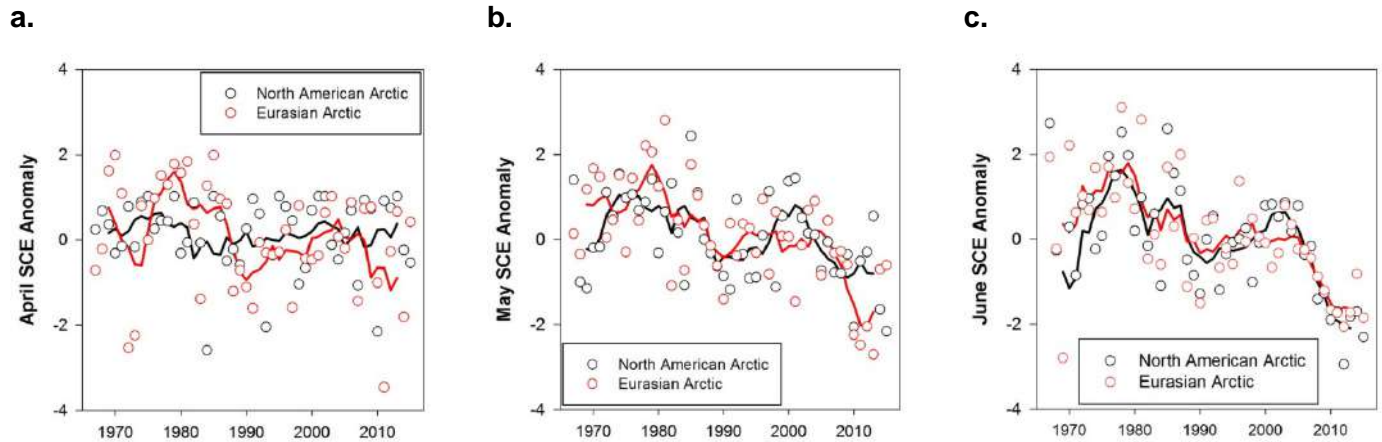 a.
b.
c.
4
2
0
-2
-4
April SCE Anomaly
North American Arctic
Eurasian Arctic
1970 1980 1990 2000 2010
4
2
0
-2
-4
May SCE Anomaly
North American Arctic
Eurasian Arctic
1970 1980 1990 2000 2010
4
2
0
-2
-4
June SCE Anomaly
North American Arctic
Eurasian Arctic
1970 1980 1990 2000 2010